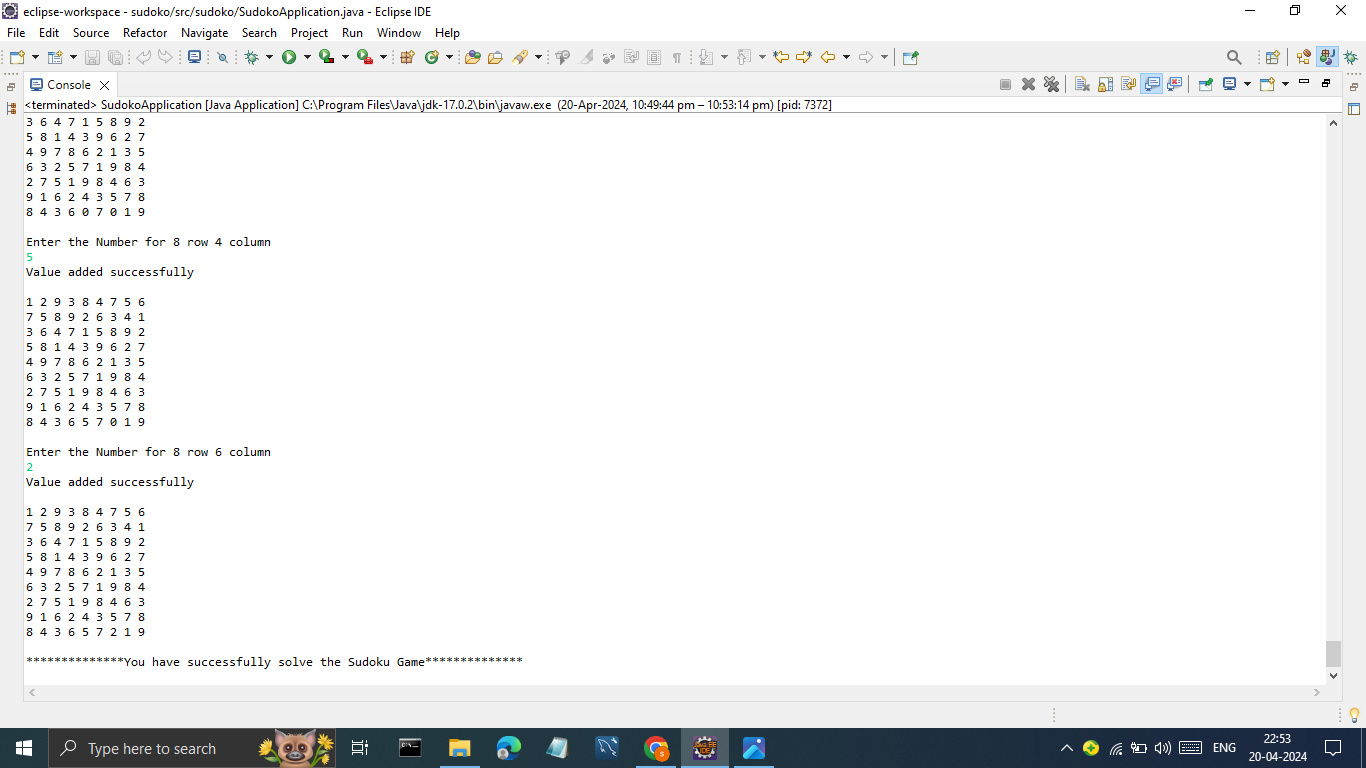 eclipse-workspace - sudoko/src/sudoko/SudokoApplication.java - Eclipse IDE
File Edit Source Refactor Navigate Search Project Run Window Help
Console
<terminated> SudokoApplication [Java Application] C:\Program Files\Java\jdk-17.0.2\bin\javaw.exe (20-Apr-2024, 10:49:44 pm – 10:53:14 pm) [pid: 7372]
3 6 4 7 1 5 8 9 2
5 8 1 4 3 9 6 2 7
4 9 7 8 6 2 1 3 5
6 3 2 5 7 1 9 8 4
2 7 5 1 9 8 4 6 3
9 1 6 2 4 3 5 7 8
8 4 3 6 0 7 0 1 9
Enter the Number for 8 row 4 column
5
Value added successfully
1 2 9 3 8 4 7 5 6
7 5 8 9 2 6 3 4 1
3 6 4 7 1 5 8 9 2
5 8 1 4 3 9 6 2 7
4 9 7 8 6 2 1 3 5
6 3 2 5 7 1 9 8 4
2 7 5 1 9 8 4 6 3
9 1 6 2 4 3 5 7 8
8 4 3 6 5 7 0 1 9
Enter the Number for 8 row 6 column
2
Value added successfully
1 2 9 3 8 4 7 5 6
7 5 8 9 2 6 3 4 1
3 6 4 7 1 5 8 9 2
5 8 1 4 3 9 6 2 7
4 9 7 8 6 2 1 3 5
6 3 2 5 7 1 9 8 4
2 7 5 1 9 8 4 6 3
9 1 6 2 4 3 5 7 8
8 4 3 6 5 7 2 1 9
**************You have successfully solve the Sudoku Game**************
Type here to search
ENG
22:53
20-04-2024